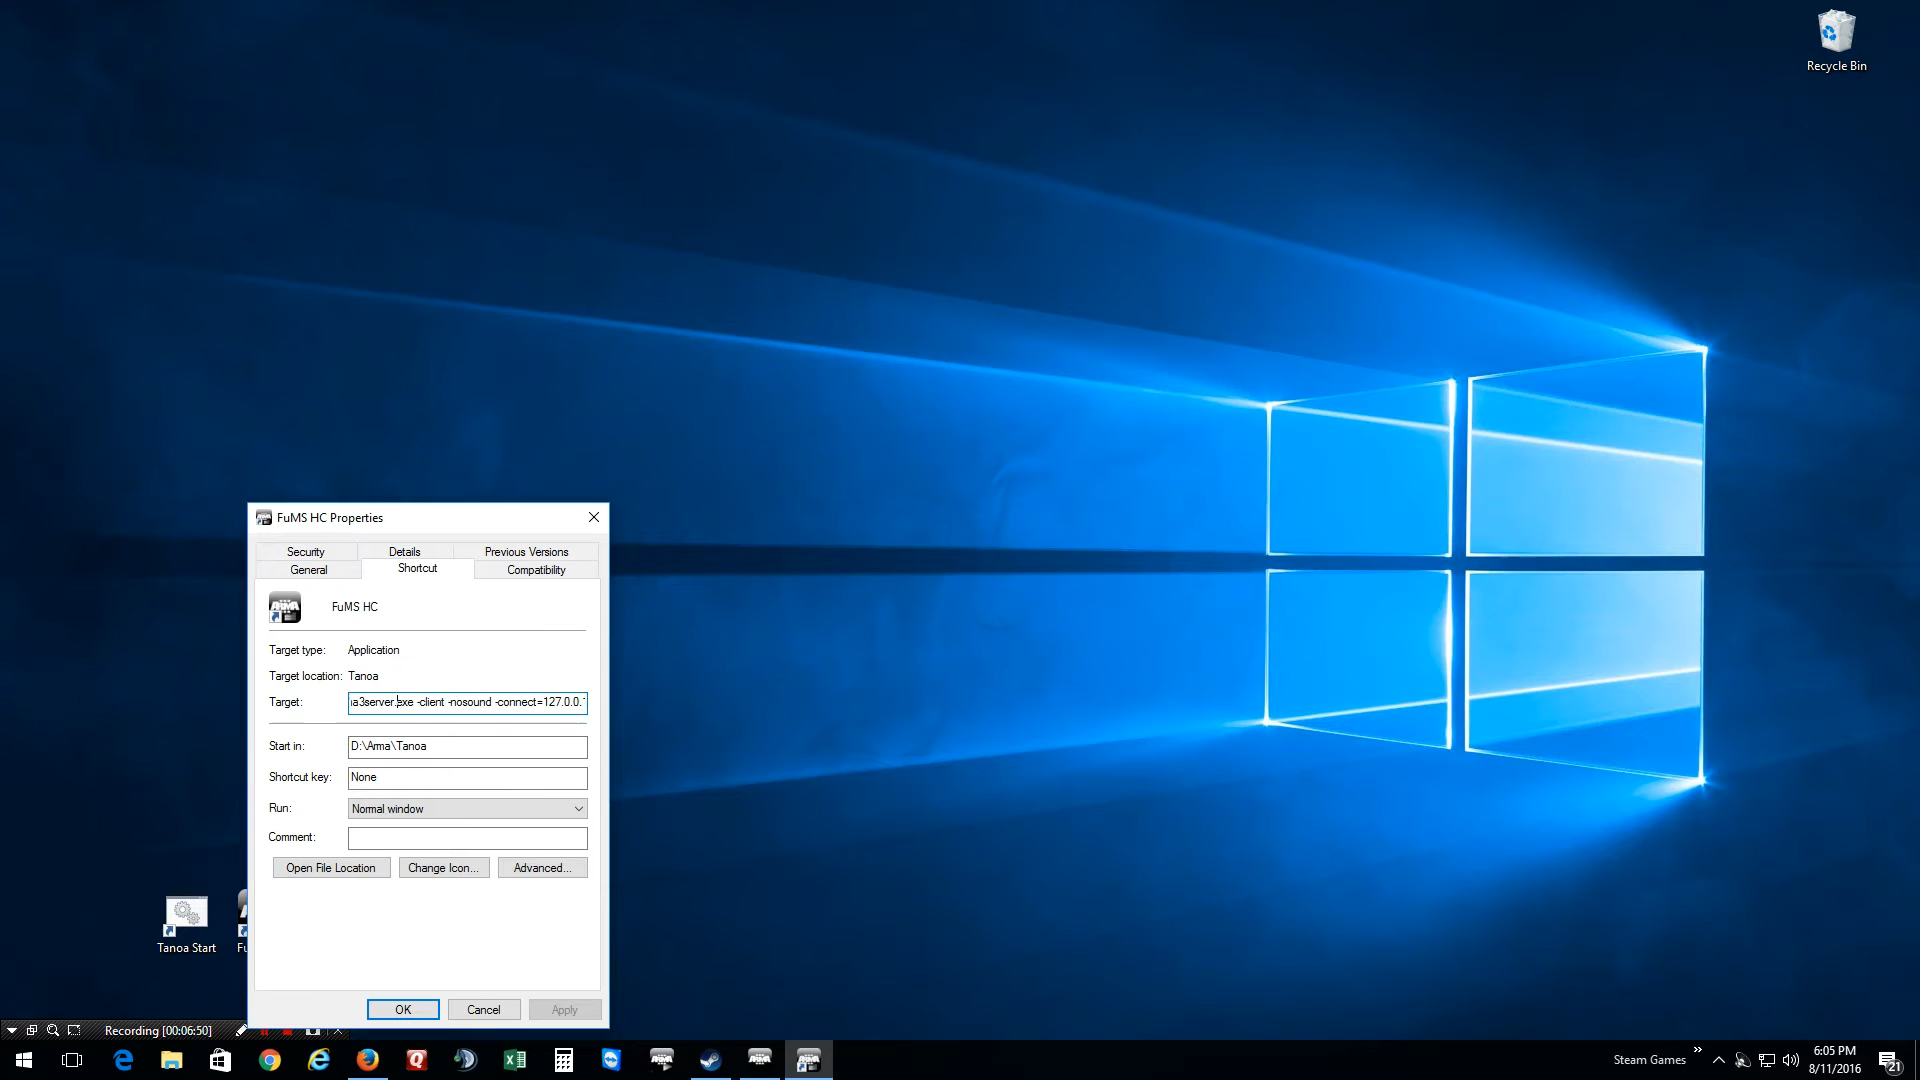 Recycle Bin
FuMS HC Properties
Security Details Previous Versions
General Shortcut Compatibility
ARMA
FuMS HC
Target type: Application
Target location: Tanoa
Target: a3server.exe -client -nosound -connect=127.0.0.
Start in: D:\Arma\Tanoa
Shortcut key: None
Run: Normal window
Comment:
Open File Location Change Icon... Advanced...
Tanoa Start
Fu
OK Cancel Apply
Recording [00:06:50]
Steam Games
6:05 PM
8/11/2016
21